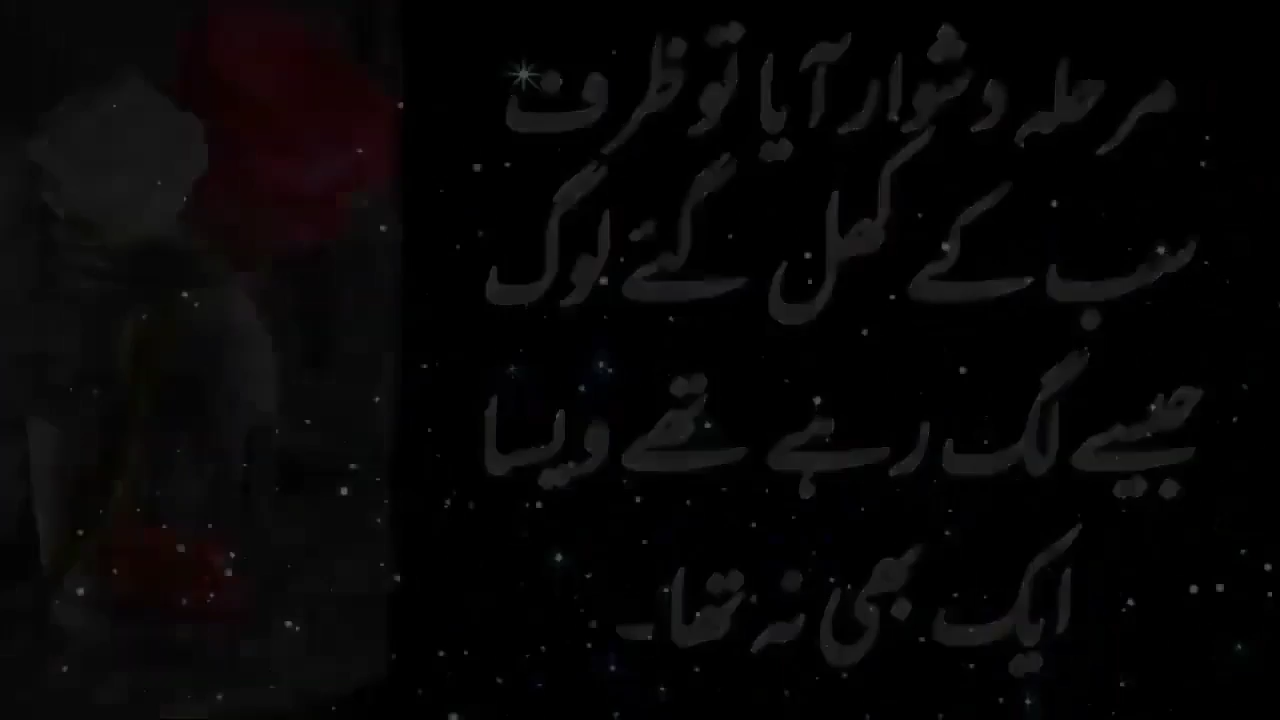 مرحلہ دشوار آیا تو ظرف
سب کے کھل گئے لوگ
جیسے لگ رہے تھے ویسا
ایک بھی نہ تھا۔